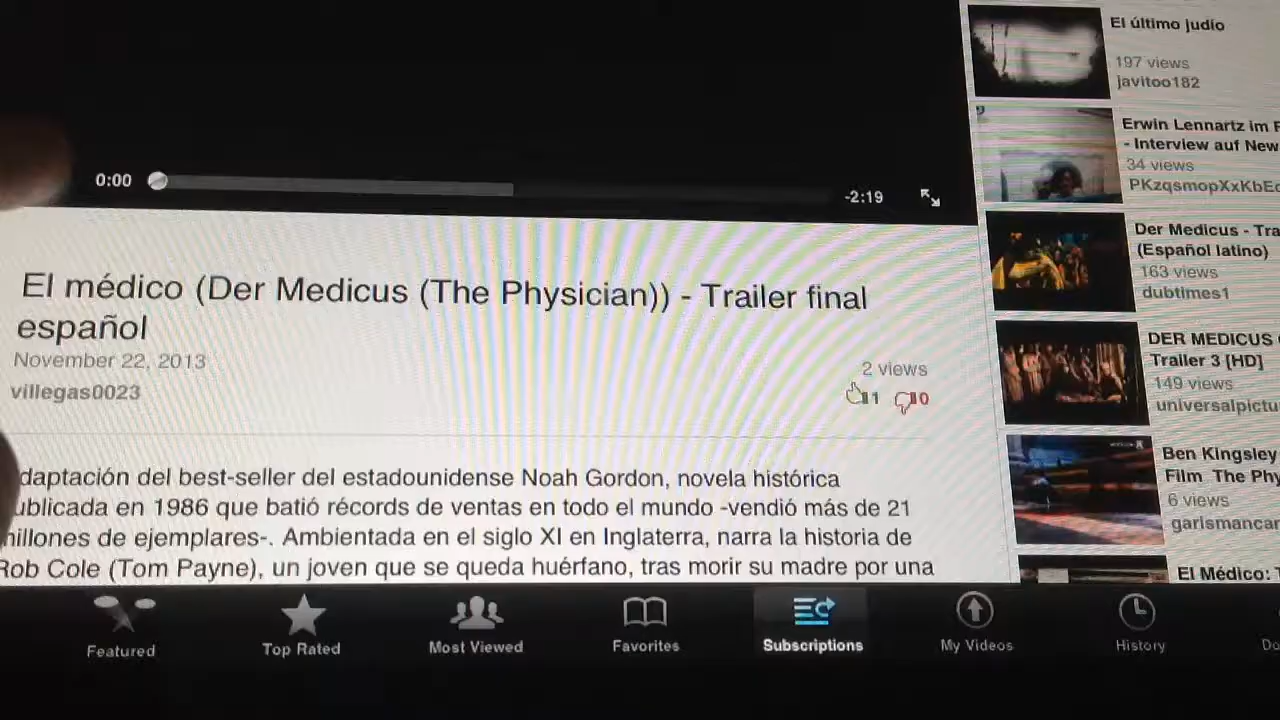 0:00
-2:19
El médico (Der Medicus (The Physician)) - Trailer final
español
November 22, 2013
villegas0023
2 views
1 0
daptación del best-seller del estadounidense Noah Gordon, novela histórica
ublicada en 1986 que batió récords de ventas en todo el mundo -vendió más de 21
illones de ejemplares-. Ambientada en el siglo XI en Inglaterra, narra la historia de
Rob Cole (Tom Payne), un joven que se queda huérfano, tras morir su madre por una
El último judio
197 views
javitoo182
Erwin Lennartz im
- Interview auf New
34 views
Der Medicus - Tra
(Español latino)
163 views
dubtimes1
DER MEDICUS
Trailer 3 [HD]
149 views
universalpictu
Ben Kingsley
Film The Phy
6 views
garismancar
El Médico:
Featured
Top Rated
Most Viewed
Favorites
Subscriptions
My Videos
History
Do